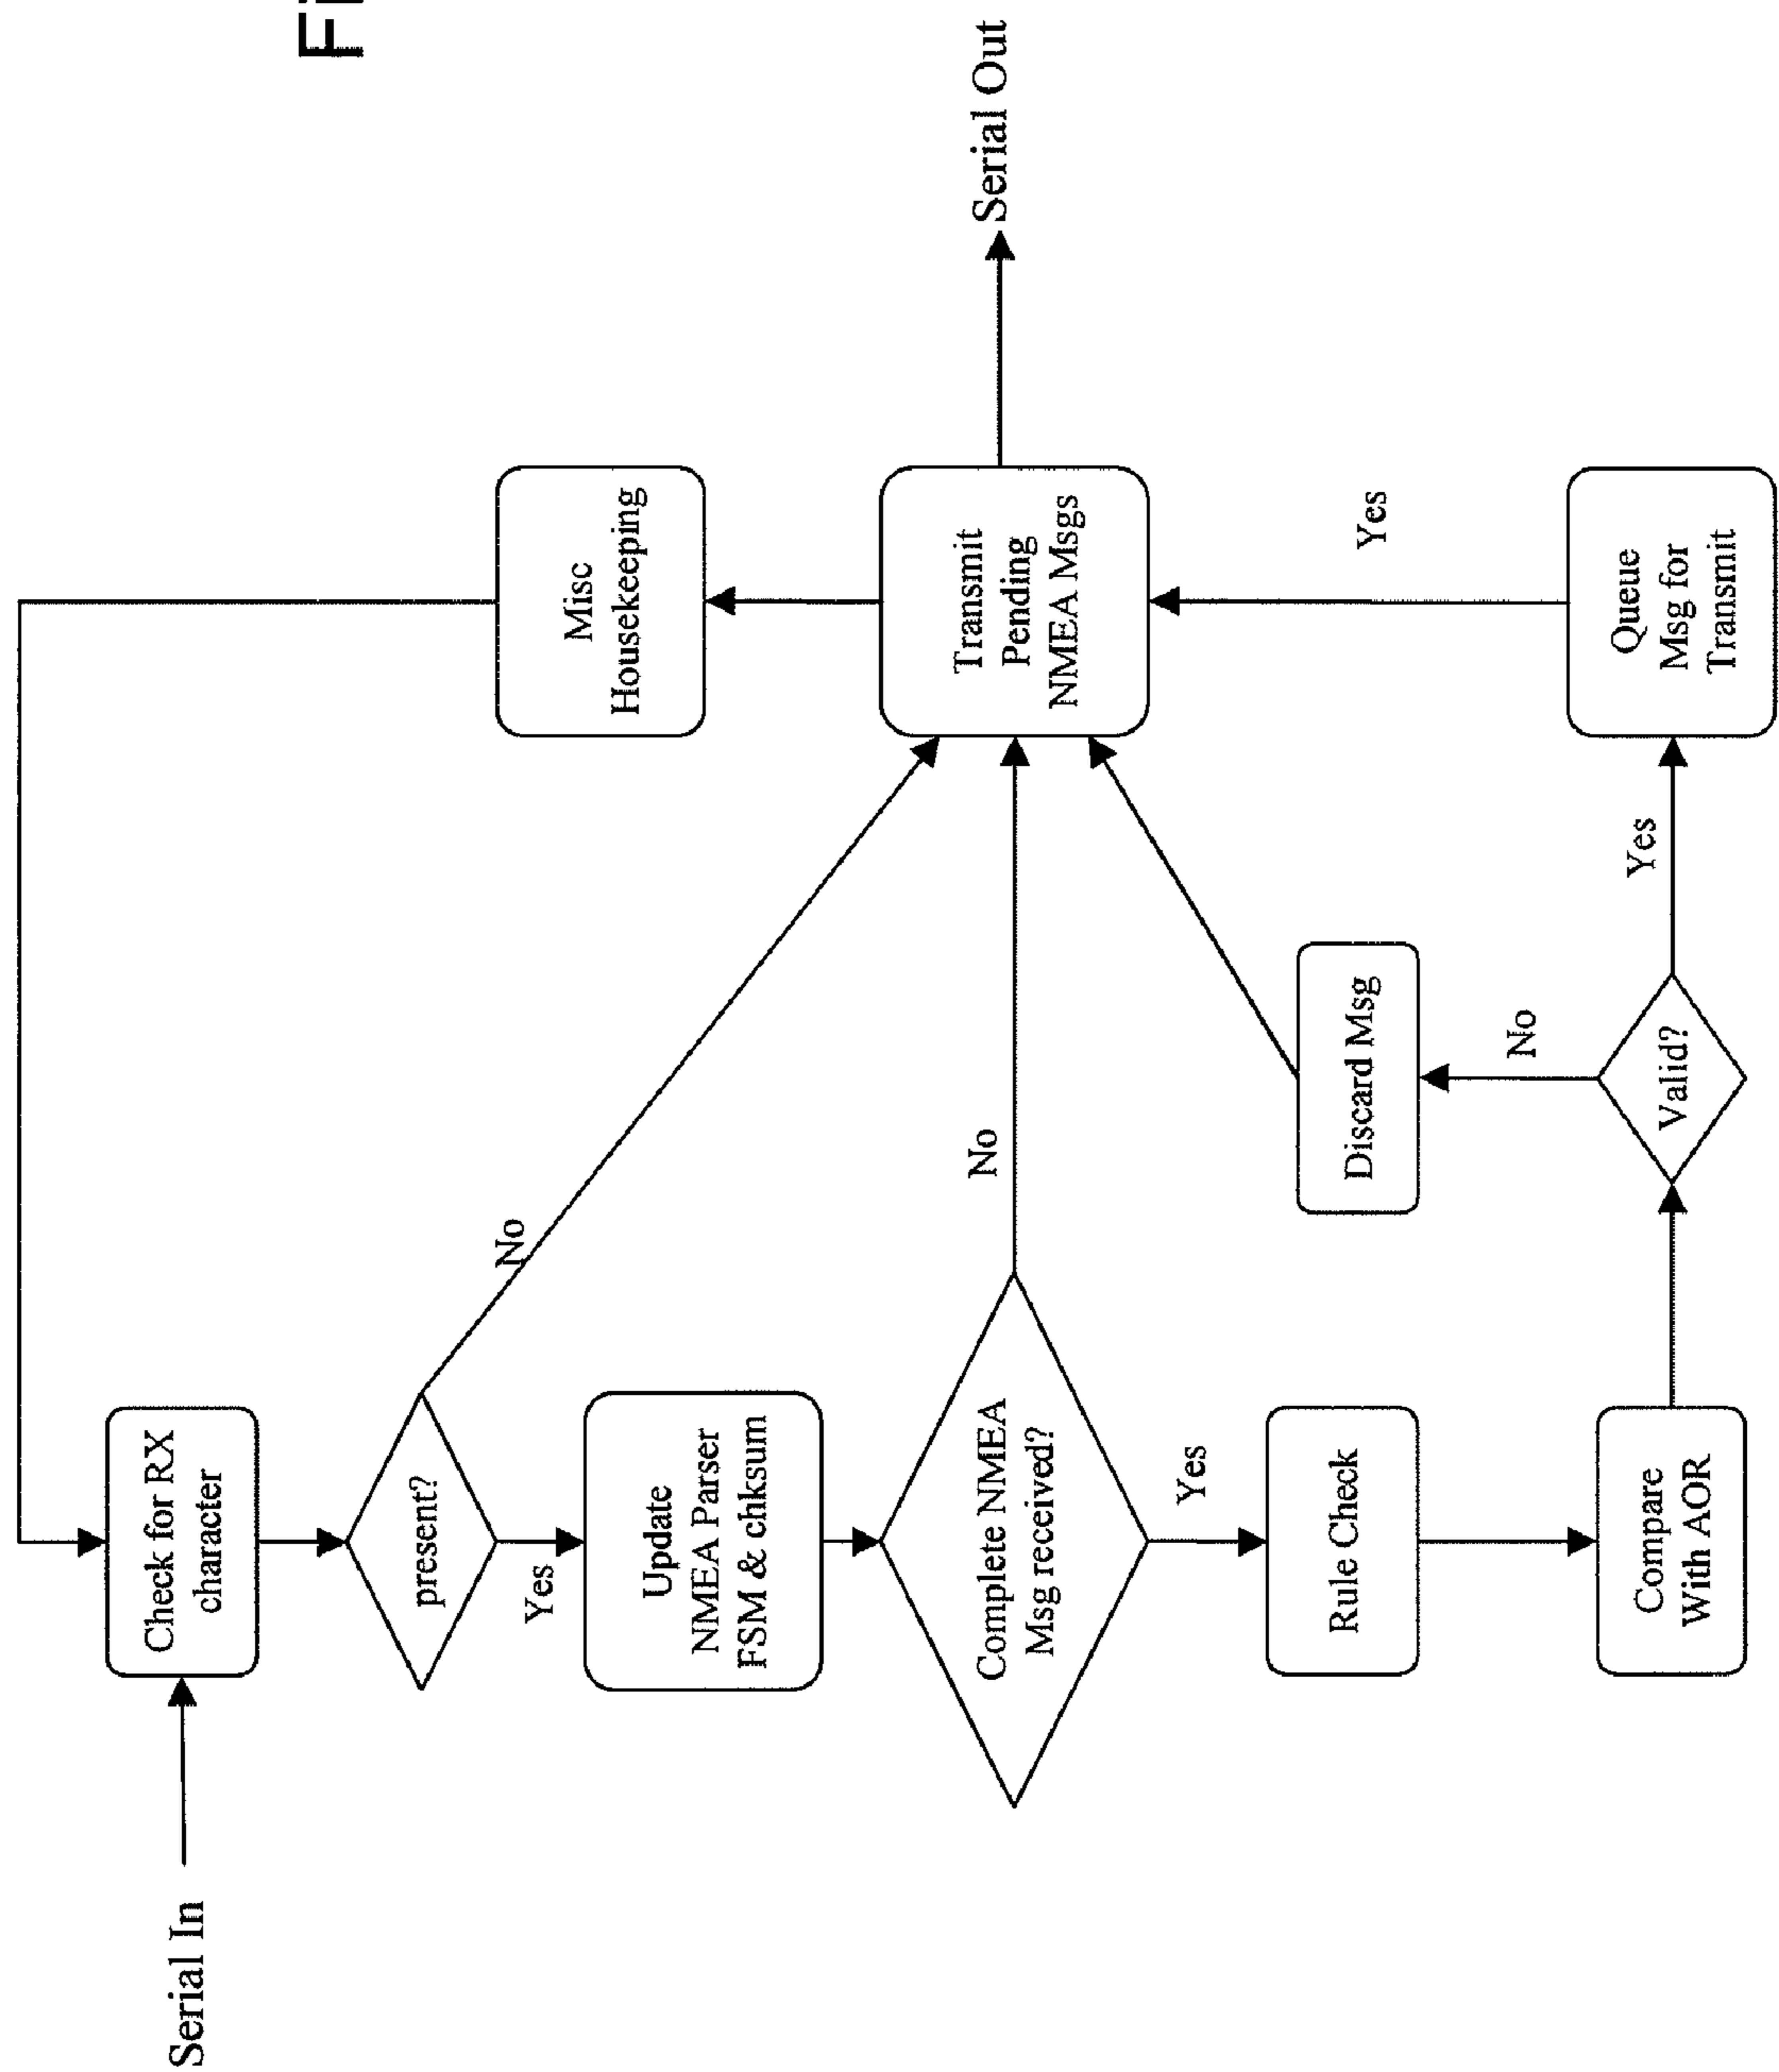 Serial In
Check for RX
character
present?
No
Yes
Update
NMEA Parser
FSM & chksum
Complete NMEA
Msg received?
No
Yes
Rule Check
Compare
With AOR
Valid?
No
Discard Msg
Yes
Queue
Msg for
Transmit
Yes
Transmit
Pending
NMEA Msgs
Serial Out
Misc
Housekeeping